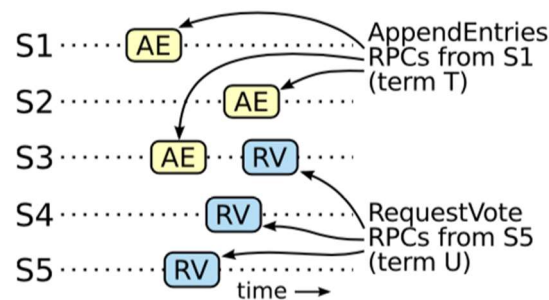 S1 AE AppendEntries
RPCs from S1
(term T)
S2 AE
S3 AE RV
S4 RV RequestVote
RPCs from S5
(term U)
S5 RV
time